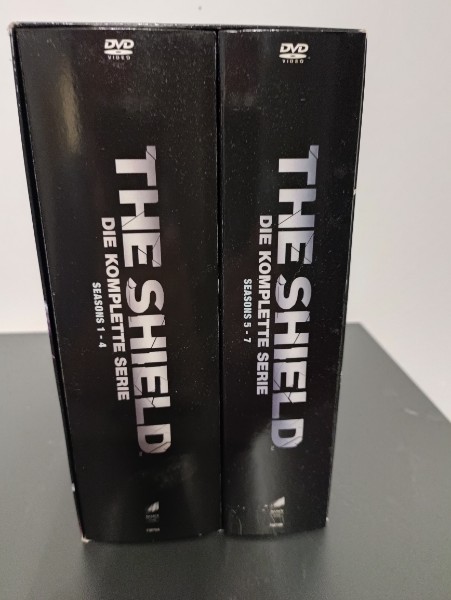 DVD
VIDEO
THE SHIELD
DIE KOMPLETTE SERIE
SEASONS 1 - 4
DVD
VIDEO
THE SHIELD
DIE KOMPLETTE SERIE
SEASONS 5 - 7